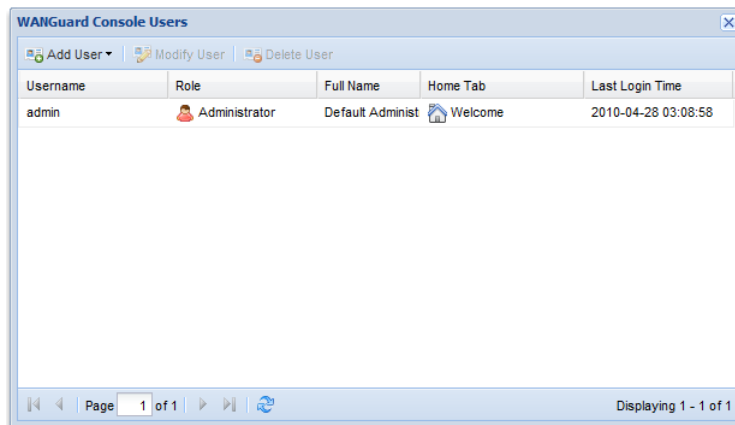 WANGuard Console Users
Add User Modify User Delete User
Username Role Full Name Home Tab Last Login Time
admin Administrator Default Administ Welcome 2010-04-28 03:08:58
Page 1 of 1 Displaying 1 - 1 of 1